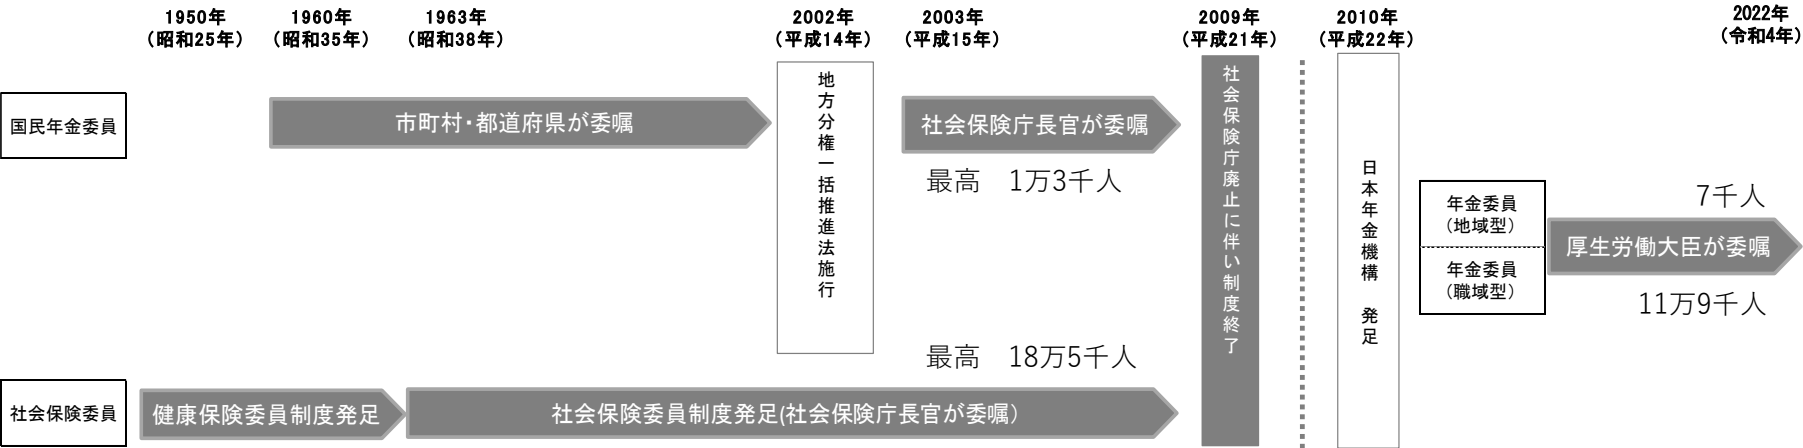 1950年
（昭和25年）
1960年
（昭和35年）
1963年
（昭和38年）
2002年
（平成14年）
2003年
（平成15年）
2009年
（平成21年）
2010年
（平成22年）
2022年
（令和4年）
国民年金委員
市町村・都道府県が委嘱
地方分権一括推進法施行
社会保険庁長官が委嘱
最高　1万3千人
社会保険庁廃止に伴い制度終了
日本年金機構　発足
年金委員
（地域型）
年金委員
（職域型）
7千人
厚生労働大臣が委嘱
11万9千人
最高　18万5千人
社会保険委員
健康保険委員制度発足
社会保険委員制度発足(社会保険庁長官が委嘱）